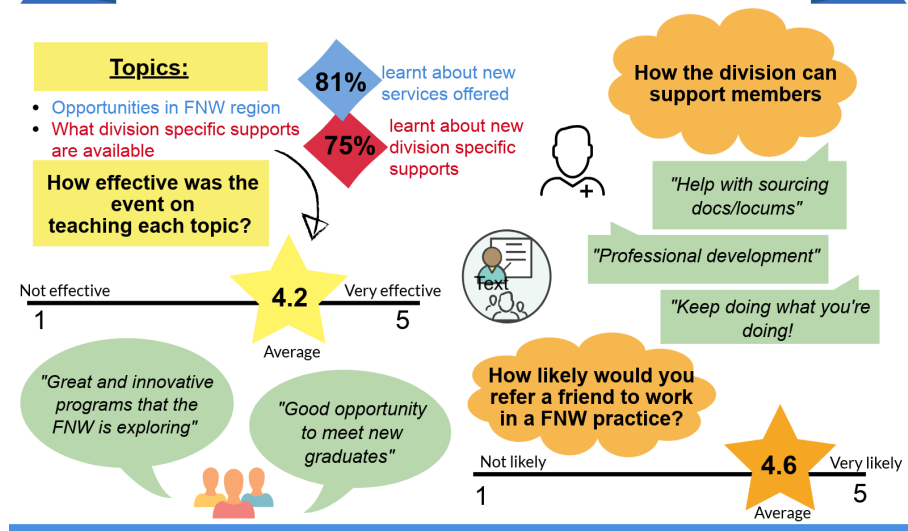 Topics:
Opportunities in FNW region
What division specific supports
are available
81%
learnt about new
services offered
75%
learnt about new
division specific
supports
How effective was the
event on
teaching each topic?
Not effective
Very effective
1
4.2
5
Average
"Great and innovative
programs that the
FNW is exploring"
"Good opportunity
to meet new
graduates"
How the division can
support members
"Help with sourcing
docs/locums"
"Professional development"
Text
"Keep doing what you're
doing!
How likely would you
refer a friend to work
in a FNW practice?
Not likely
Very likely
1
4.6
5
Average